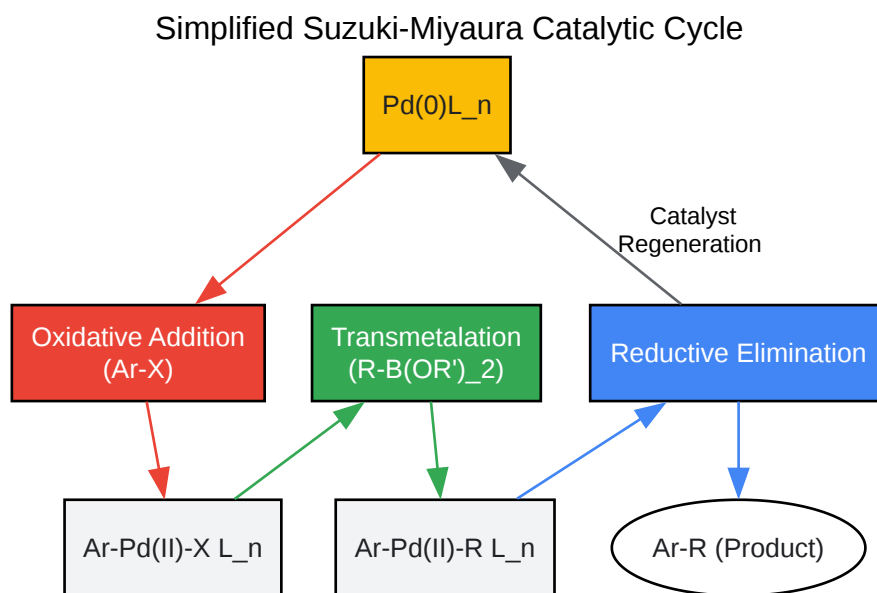 Simplified Suzuki-Miyaura Catalytic Cycle
Pd(0)L_n
Catalyst
Regeneration
Oxidative Addition
(Ar-X)
Transmetalation
(R-B(OR')_2)
Reductive Elimination
Ar-Pd(II)-X L_n
Ar-Pd(II)-R L_n
Ar-R (Product)